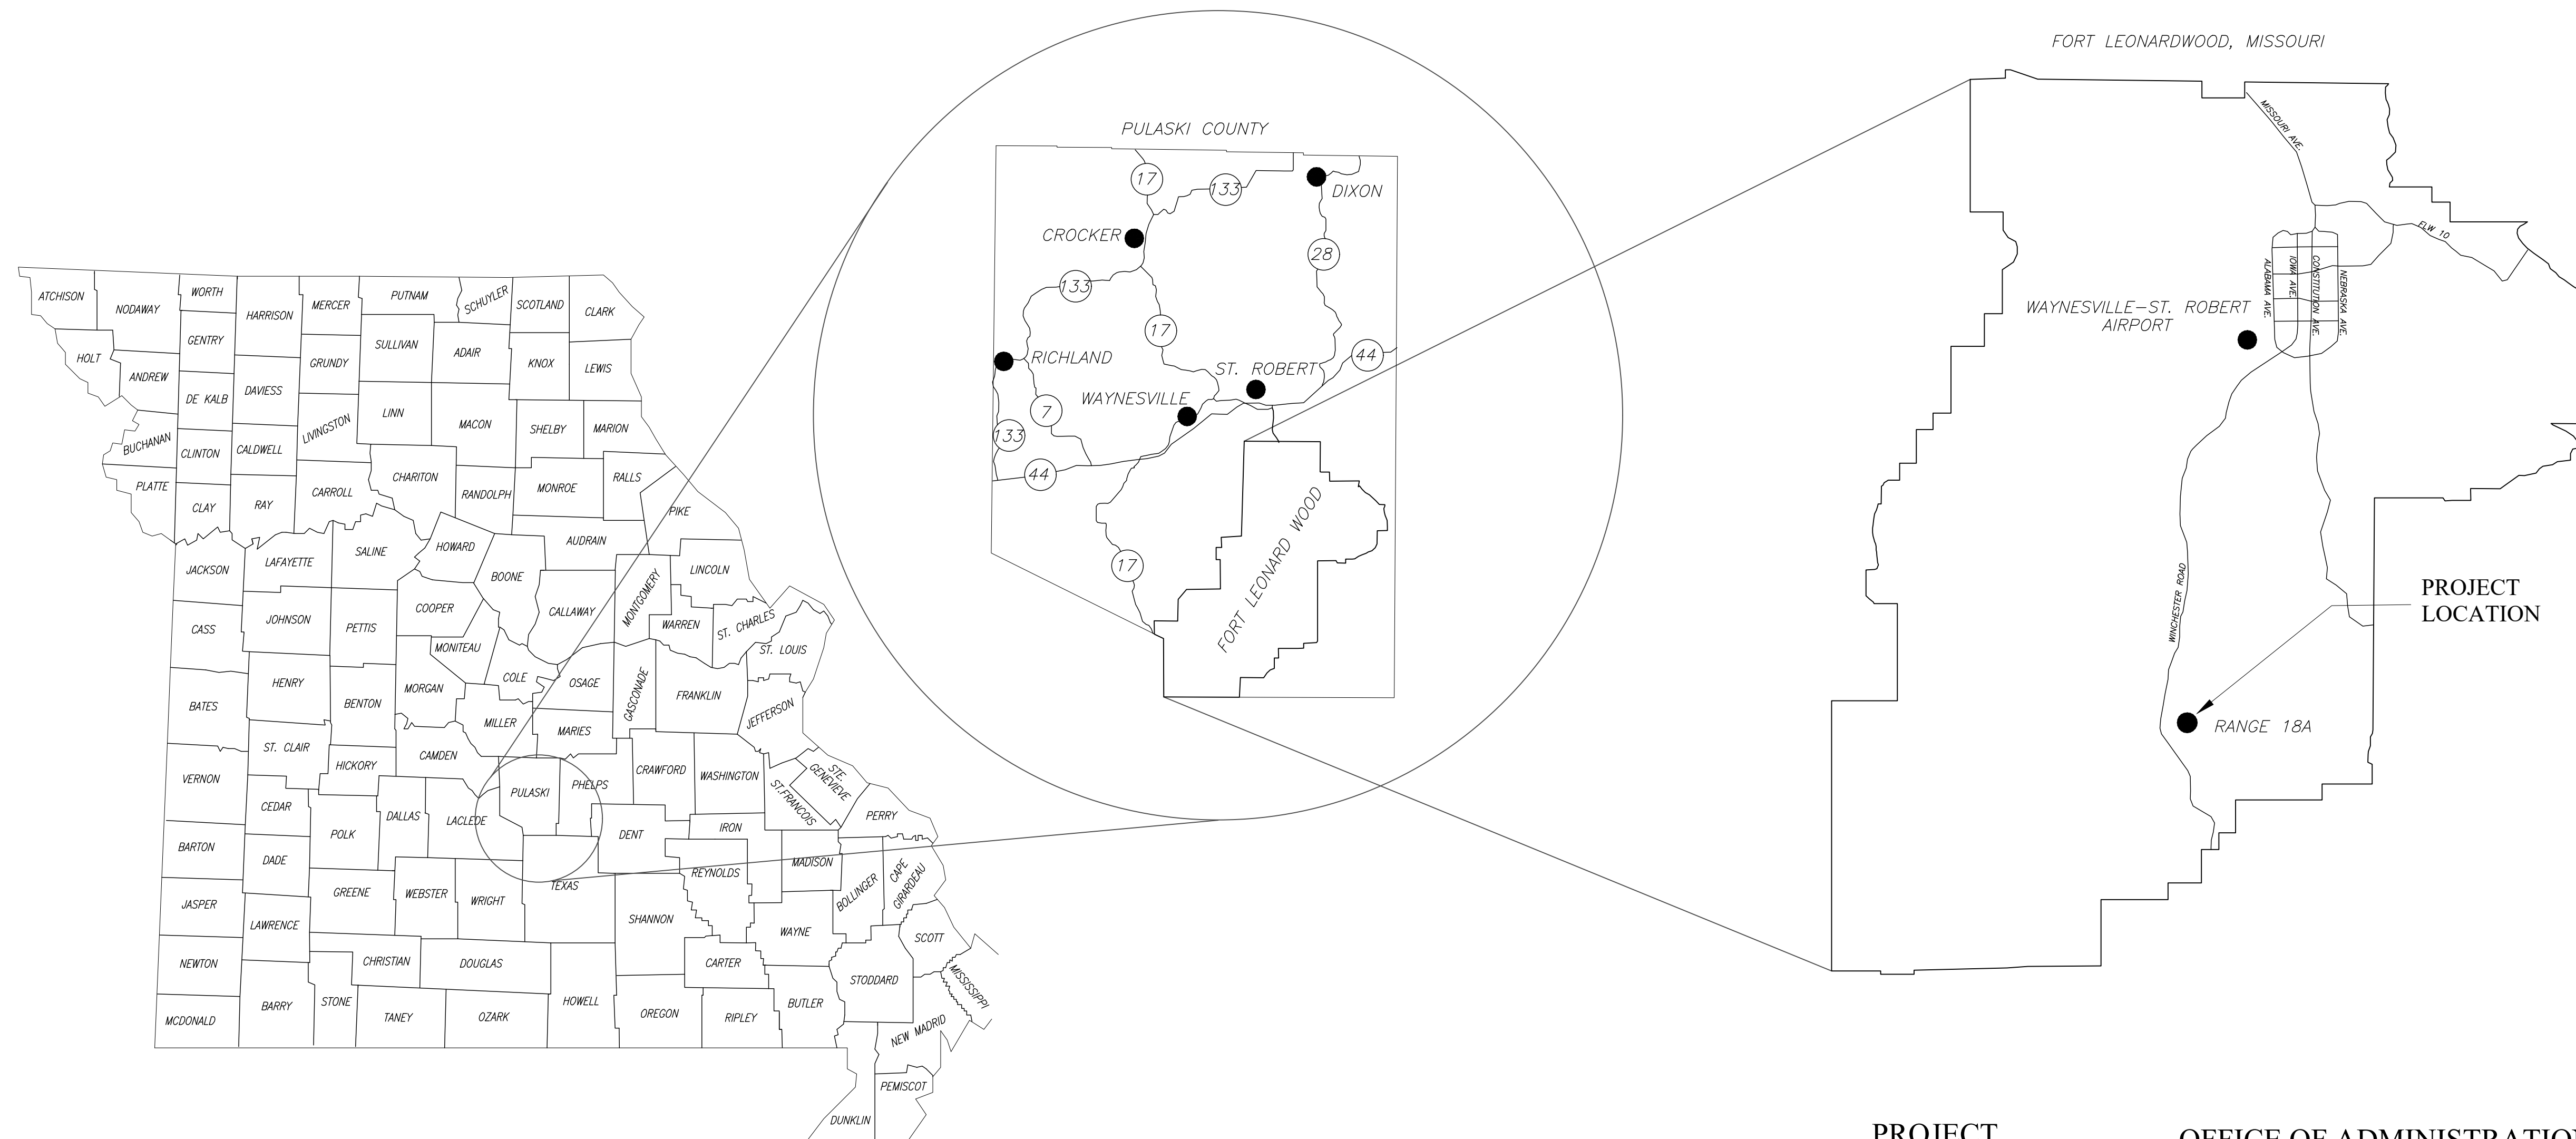 FORT LEONARDWOOD, MISSOURI
PULASKI COUNTY
17
133
DIXON
CROCKER
28
133
17
RICHLAND
44
ST. ROBERT
WAYNESVILLE
7
133
44
FORT LEONARD WOOD
17
MISSOURI AVE.
FLW 10
ALABAMA AVE.
IOWA AVE.
CONSTITUTION AVE.
NEBRASKA AVE.
WAYNESVILLE-ST. ROBERT
AIRPORT
WINCHESTER ROAD
PROJECT
LOCATION
RANGE 18A
ATCHISON
NODAWAY
WORTH
HARRISON
MERCER
PUTNAM
SCHUYLER
SCOTLAND
CLARK
HOLT
ANDREW
GENTRY
DE KALB
DAVIESS
GRUNDY
SULLIVAN
ADAIR
KNOX
LEWIS
BUCHANAN
CLINTON
CALDWELL
LIVINGSTON
LINN
MACON
SHELBY
MARION
PLATTE
CLAY
RAY
CARROLL
CHARITON
RANDOLPH
MONROE
RALLS
PIKE
JACKSON
LAFAYETTE
SALINE
HOWARD
BOONE
AUDRAIN
CALLAWAY
MONTGOMERY
LINCOLN
CASS
JOHNSON
PETTIS
COOPER
MONITEAU
COLE
OSAGE
GASCONADE
WARREN
ST. CHARLES
ST. LOUIS
BATES
HENRY
BENTON
MORGAN
MILLER
MARIES
FRANKLIN
JEFFERSON
VERNON
ST. CLAIR
HICKORY
CAMDEN
PULASKI
PHELPS
CRAWFORD
WASHINGTON
ST.FRANCOIS
STE.
GENEVIEVE
PERRY
CEDAR
POLK
DALLAS
LACLEDE
DENT
IRON
MADISON
BARTON
DADE
GREENE
WEBSTER
WRIGHT
TEXAS
REYNOLDS
BOLLINGER
CAPE
GIRARDEAU
JASPER
LAWRENCE
SHANNON
WAYNE
SCOTT
NEWTON
CHRISTIAN
DOUGLAS
CARTER
STODDARD
MISSISSIPPI
MCDONALD
BARRY
STONE
TANEY
OZARK
HOWELL
OREGON
RIPLEY
BUTLER
NEW MADRID
PEMISCOT
DUNKLIN
PROJECT
OFFICE OF ADMINISTRATION